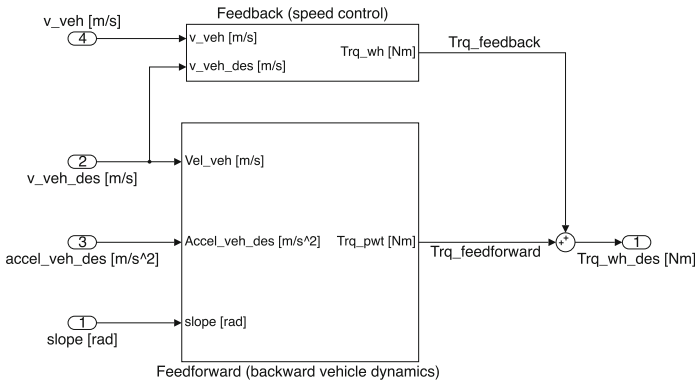 Feedback (speed control)
v_veh [m/s]
4
v_veh [m/s]
v_veh_des [m/s]
Trq_wh [Nm]
Trq_feedback
2
v_veh_des [m/s]
Vel_veh [m/s]
3
accel_veh_des [m/s^2]
Accel_veh_des [m/s^2]
Trq_pwt [Nm]
Trq_feedforward
+
+
1
Trq_wh_des [Nm]
1
slope [rad]
slope [rad]
Feedforward (backward vehicle dynamics)